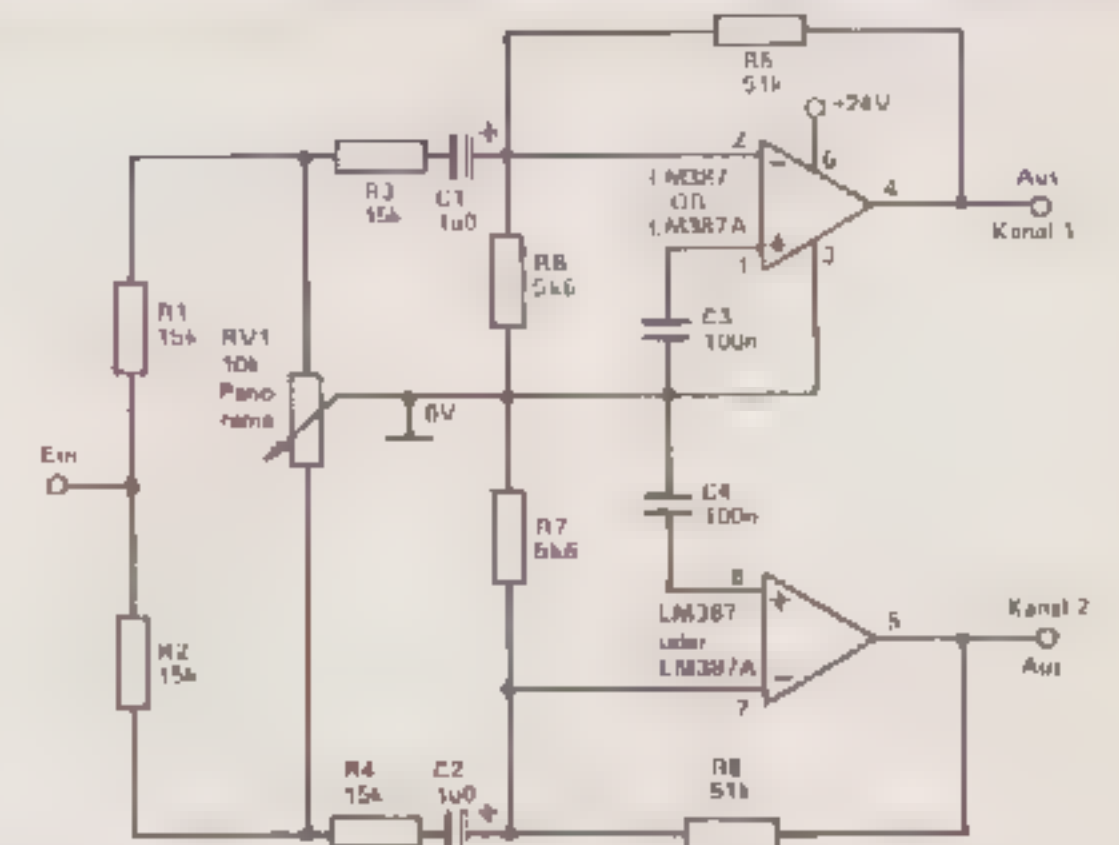 51k
+24V
2
6
4
Aus
Kanal 1
LM387
OD
LM387A
1
3
R3
15k
C1
1u0
R1
15k
RV1
10k
Pano-
rama
5k6
C3
100n
0V
Ein
C4
100n
R7
5k6
R2
15k
8
LM387
oder
LM387A
7
5
Kanal 2
Aus
R4
15k
C2
1u0
51k